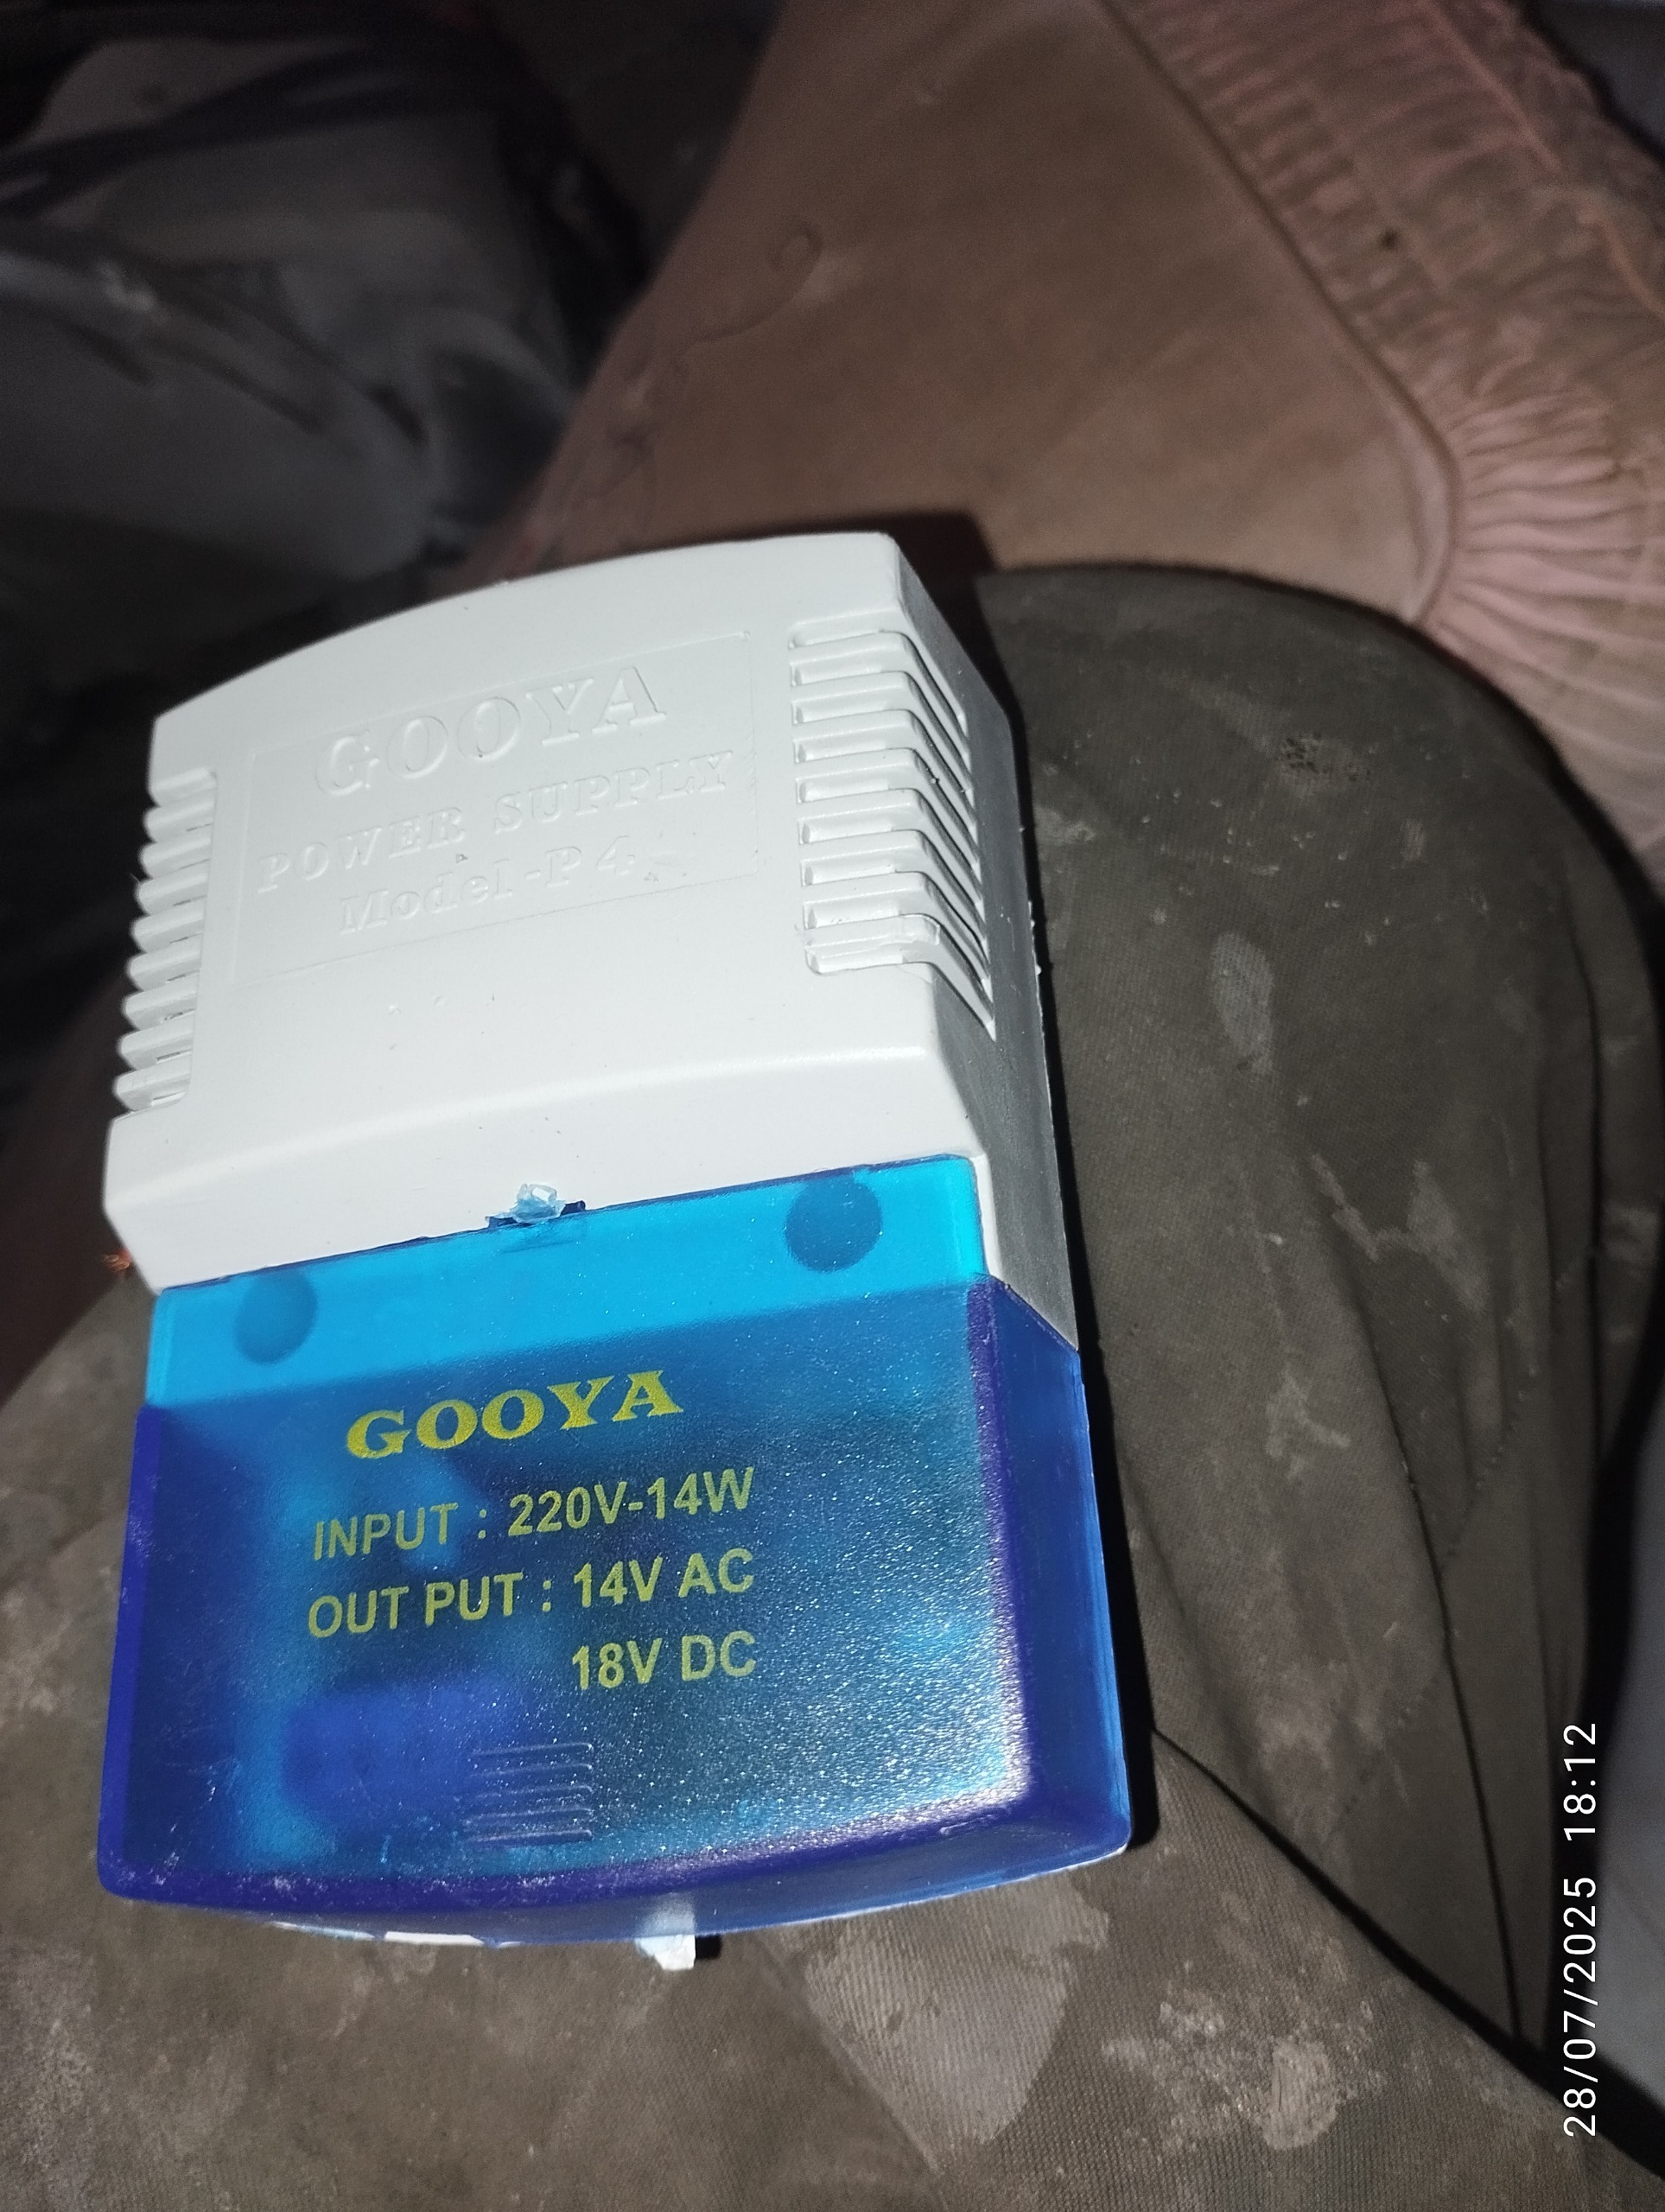 GOOYA
POWER SUPPLY
Model-P4
GOOYA
INPUT : 220V-14W
OUT PUT : 14V AC
18V DC
28/07/2025 18:12